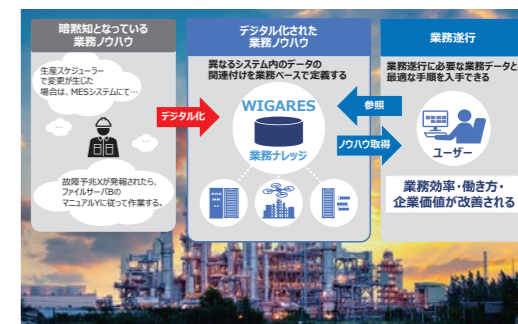 暗黙知となっている
業務ノウハウ
生産スケジューラー
で変更が生じた
場合は、MESシステムにて…
…
…
故障予兆Xが発報されたら、
ファイルサーバBの
マニュアルYに従って作業する。
デジタル化
デジタル化された
業務ノウハウ
異なるシステム内のデータの
関連付けを業務ベースで定義する
WIGARES
業務ナレッジ
参照
ノウハウ取得
業務遂行
業務遂行に必要な業務データと
最適な手順を入手できる
ユーザー
業務効率・働き方・
企業価値が改善される